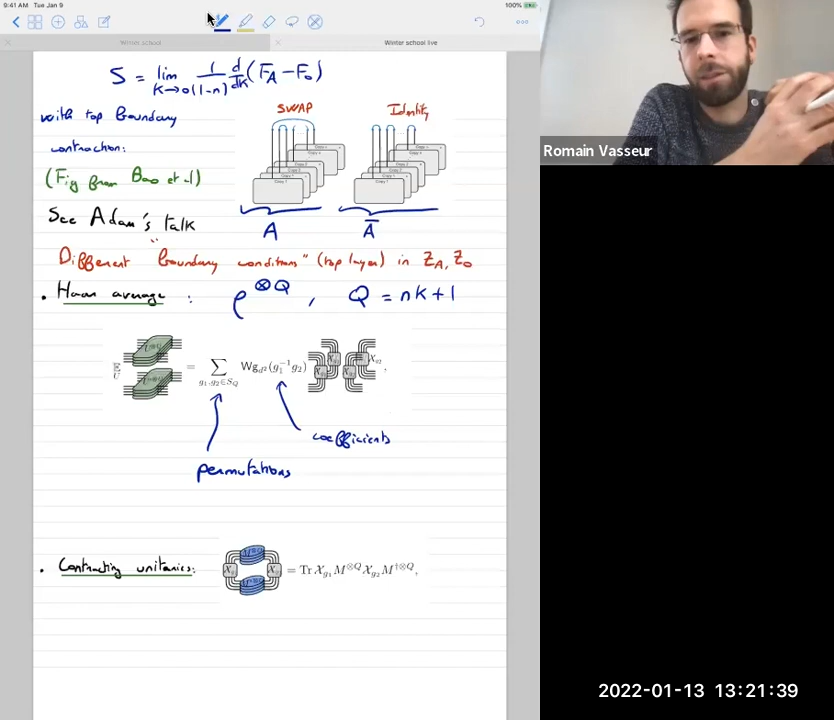 9:41 AM Tue Jan 9
100%
Winter school
Winter school live
S = lim K→0 1/(1-n) d/dK (F_A - F_0)
with top boundary
contraction:
SWAP
Identity
(Fig from Bao et al)
See Adam's talk
A
Ā
Different "boundary conditions" (top layer) in Z_A, Z_0
• Haar average : ρ^{⊗Q} , Q = nK+1
= ∑_{g_1,g_2∈S_Q} Wg_{d^2}(g_1^{-1}g_2)
coefficients
permutations
• Contracting unitaries: = Tr X_{g_1} M^{⊗Q} X_{g_2} M^{†⊗Q},
Romain Vasseur
2022-01-13 13:21:39